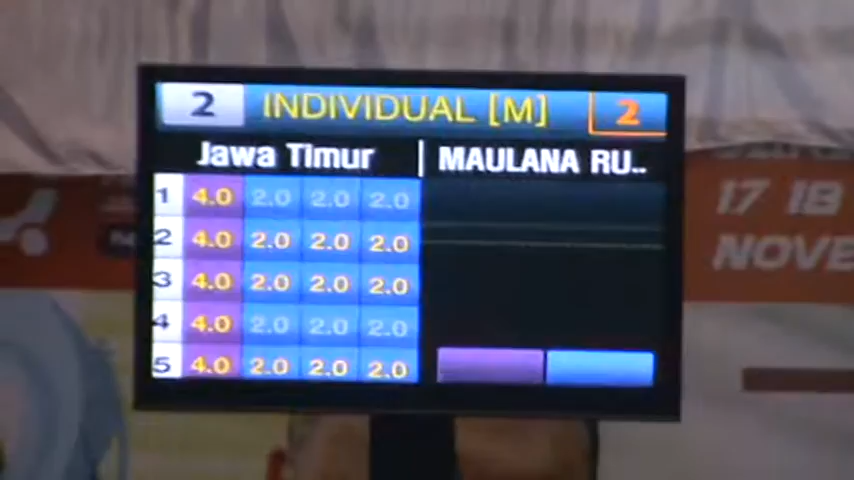 2 INDIVIDUAL [M] 2
Jawa Timur MAULANA RU..
1 4.0 2.0 2.0 2.0
2 4.0 2.0 2.0 2.0
3 4.0 2.0 2.0 2.0
4 4.0 2.0 2.0 2.0
5 4.0 2.0 2.0 2.0
17 18
NOVE